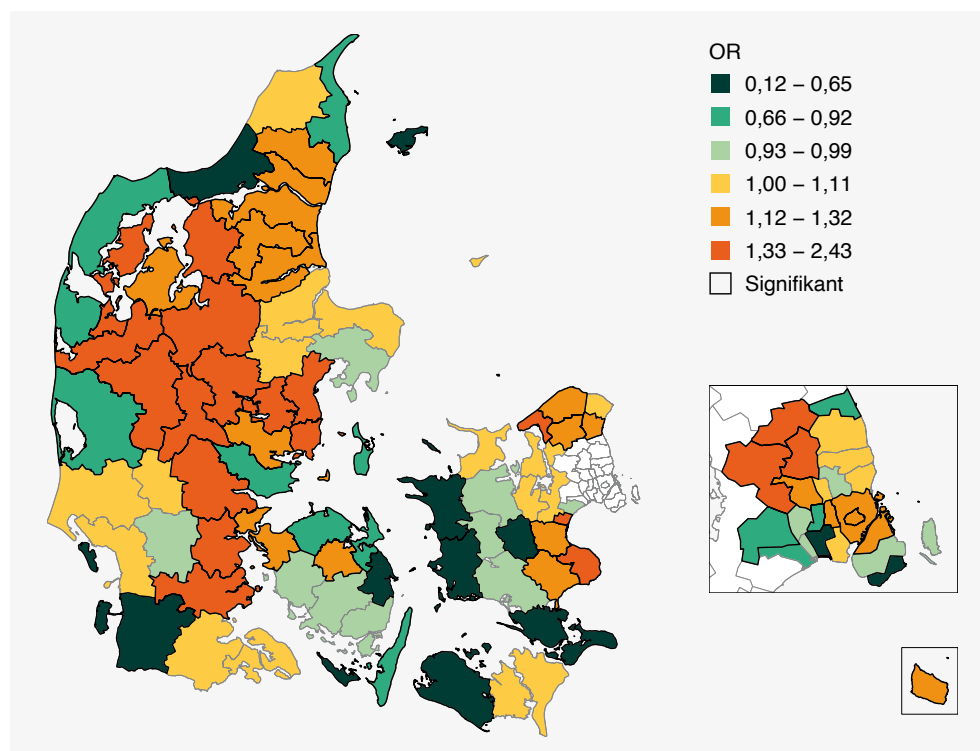 OR
0,12 – 0,65
0,66 – 0,92
0,93 – 0,99
1,00 – 1,11
1,12 – 1,32
1,33 – 2,43
Signifikant